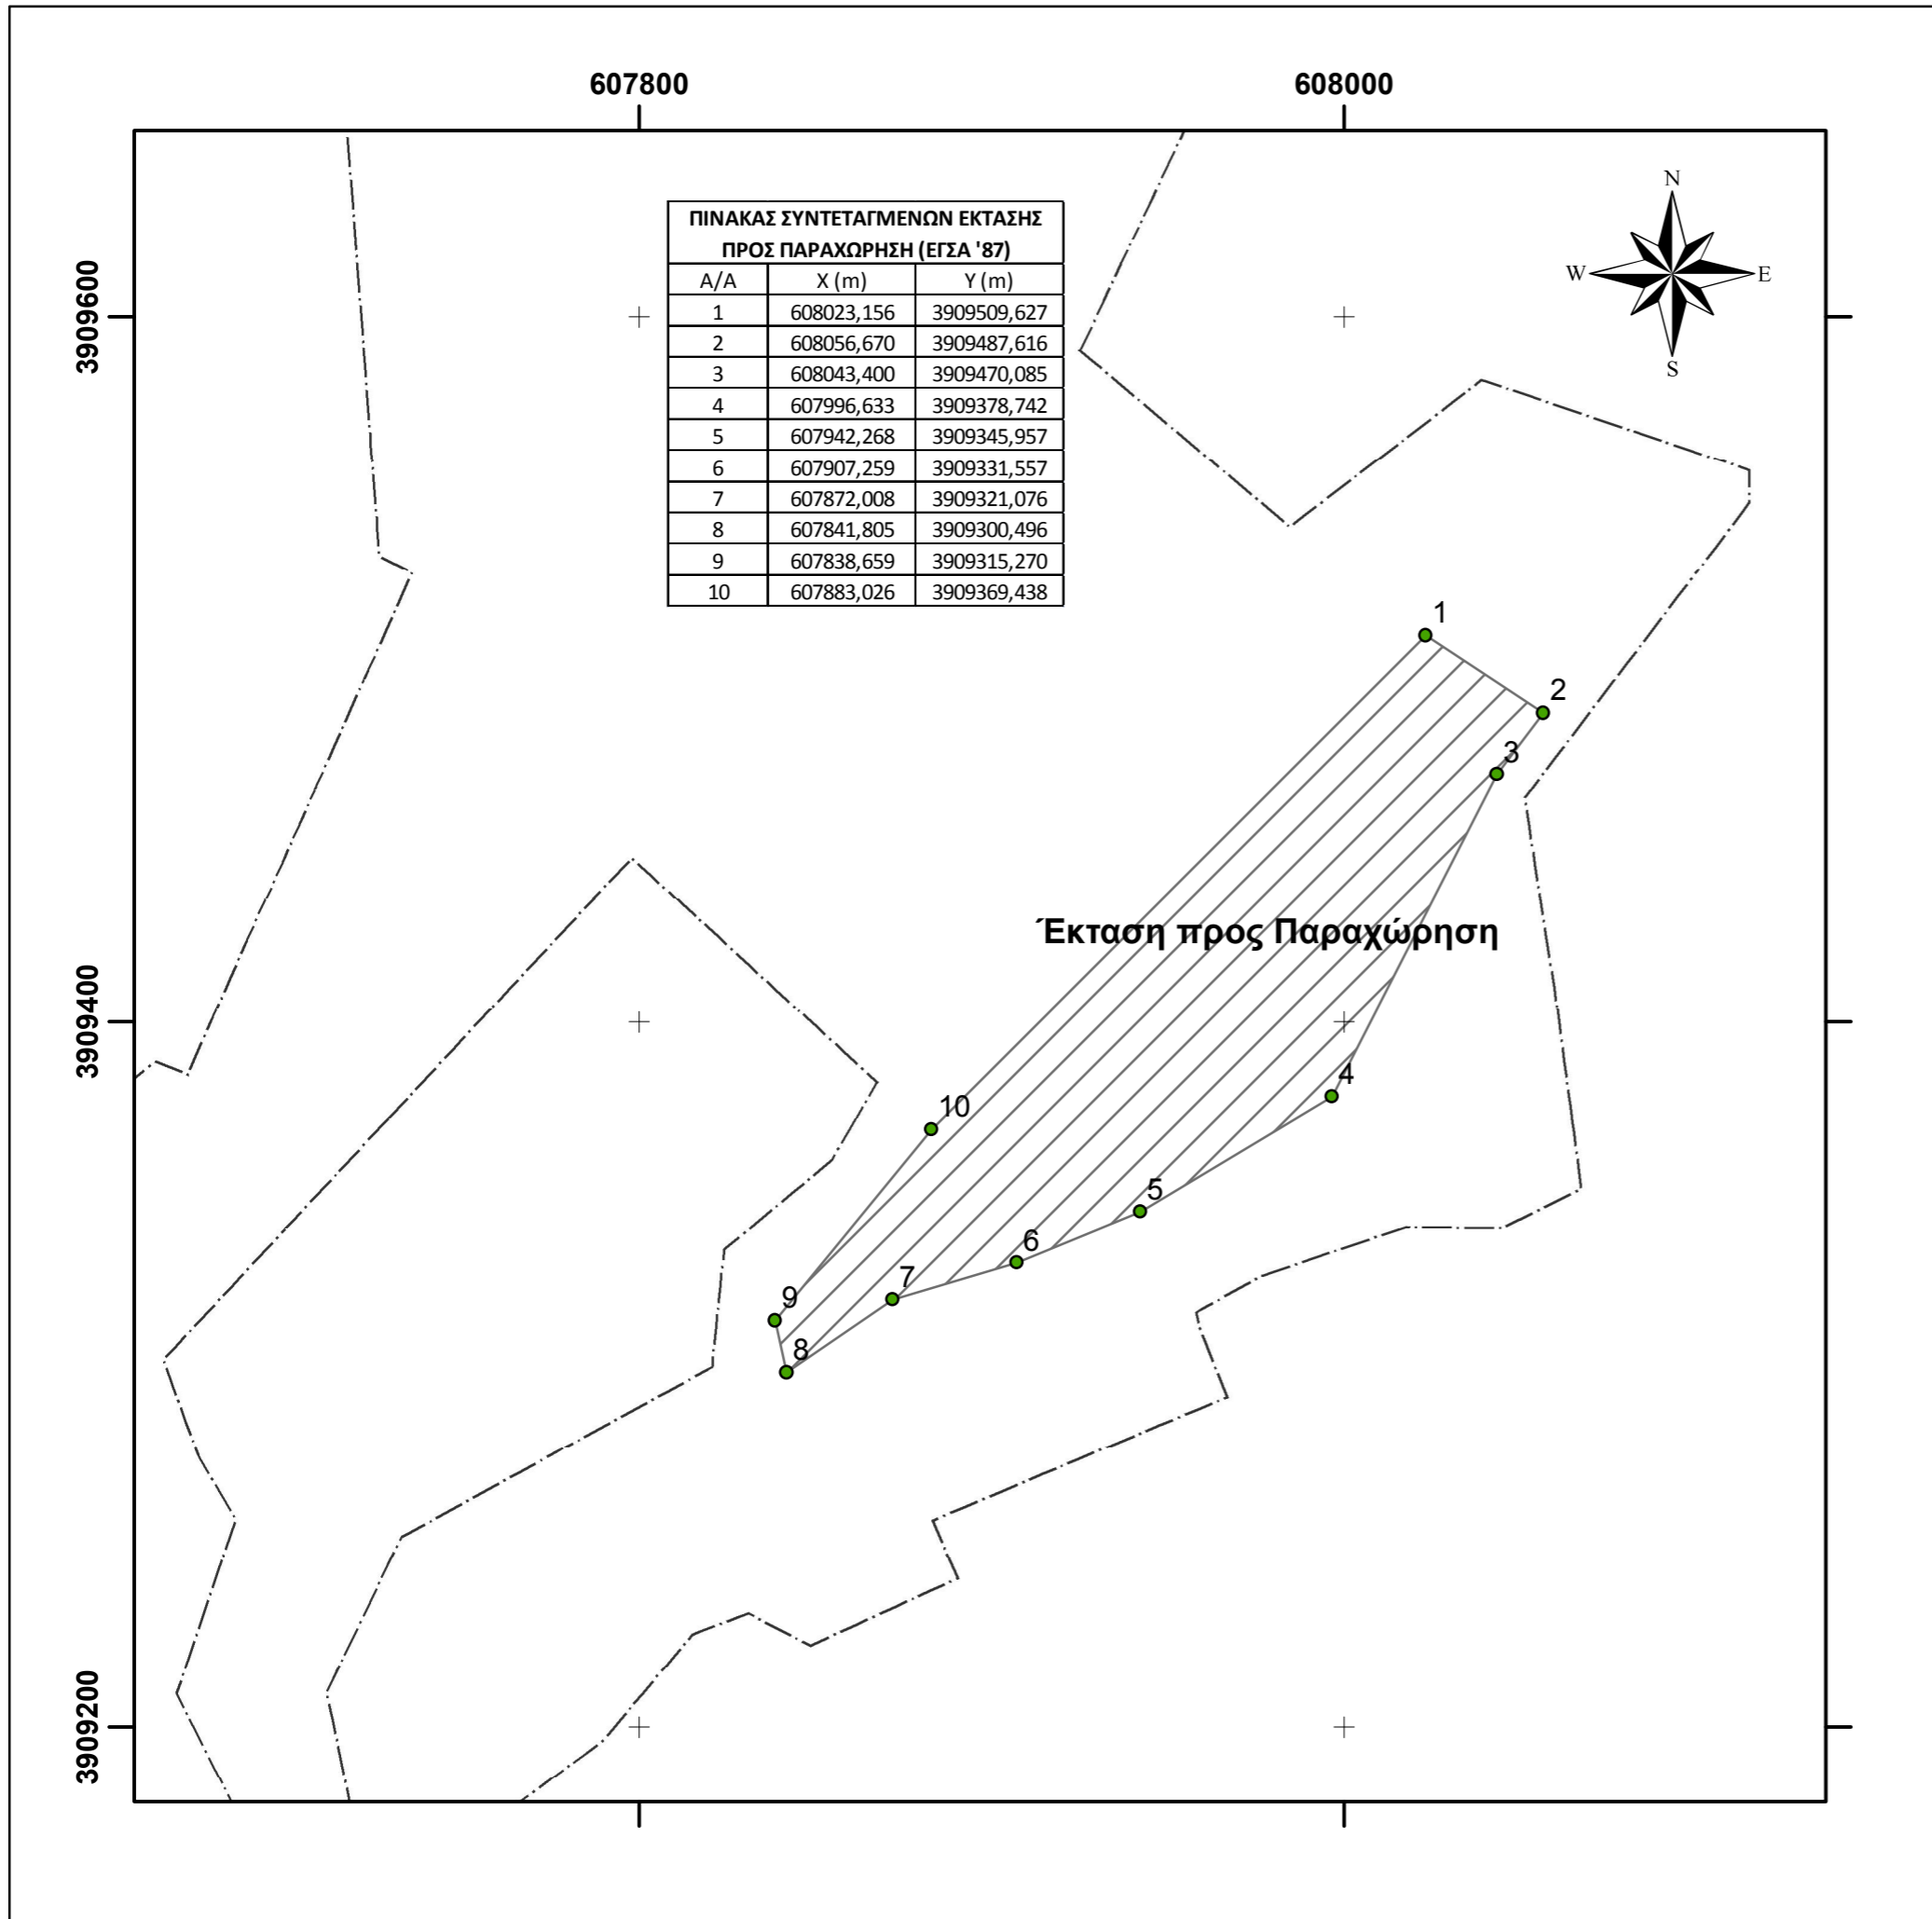 607800 608000
N
W E
S
ΠΙΝΑΚΑΣ ΣΥΝΤΕΤΑΓΜΕΝΩΝ ΕΚΤΑΣΗΣ
ΠΡΟΣ ΠΑΡΑΧΩΡΗΣΗ (ΕΓΣΑ '87)
Α/Α X (m) Y (m)
1 608023,156 3909509,627
2 608056,670 3909487,616
3 608043,400 3909470,085
4 607996,633 3909378,742
5 607942,268 3909345,957
6 607907,259 3909331,557
7 607872,008 3909321,076
8 607841,805 3909300,496
9 607838,659 3909315,270
10 607883,026 3909369,438
3909600
1
2
3
Έκταση προς Παραχώρηση
3909400
4
10
5
6
7
9
8
3909200